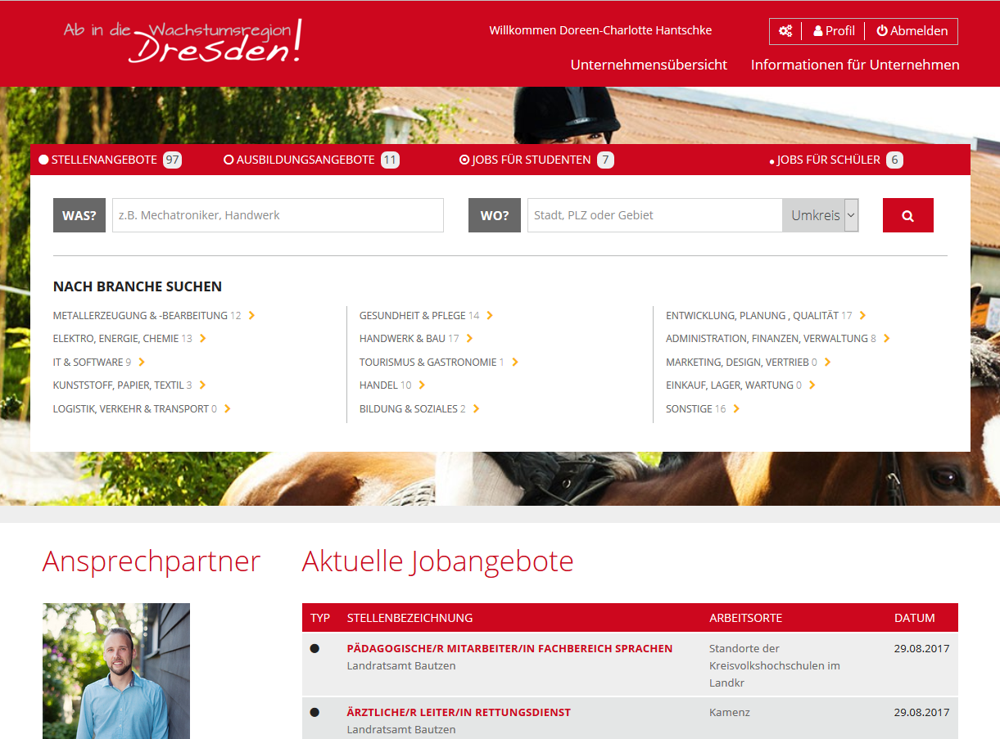 Ab in die Wachstumsregion
Dresden!
Willkommen Doreen-Charlotte Hantschke
Profil
Abmelden
Unternehmensübersicht
Informationen für Unternehmen
STELLENANGEBOTE 97
AUSBILDUNGSANGEBOTE 11
JOBS FÜR STUDENTEN 7
JOBS FÜR SCHÜLER 6
WAS?
z.B. Mechatroniker, Handwerk
WO?
Stadt, PLZ oder Gebiet
Umkreis
NACH BRANCHE SUCHEN
METALLERZEUGUNG & -BEARBEITUNG 12
ELEKTRO, ENERGIE, CHEMIE 13
IT & SOFTWARE 9
KUNSTSTOFF, PAPIER, TEXTIL 3
LOGISTIK, VERKEHR & TRANSPORT 0
GESUNDHEIT & PFLEGE 14
HANDWERK & BAU 17
TOURISMUS & GASTRONOMIE 1
HANDEL 10
BILDUNG & SOZIALES 2
ENTWICKLUNG, PLANUNG , QUALITÄT 17
ADMINISTRATION, FINANZEN, VERWALTUNG 8
MARKETING, DESIGN, VERTRIEB 0
EINKAUF, LAGER, WARTUNG 0
SONSTIGE 16
Ansprechpartner
Aktuelle Jobangebote
TYP STELLENBEZEICHNUNG ARBEITSORTE DATUM
PÄDAGOGISCHE/R MITARBEITER/IN FACHBEREICH SPRACHEN
Landratsamt Bautzen
Standorte der
Kreisvolkshochschulen im
Landkr
29.08.2017
ÄRZTLICHE/R LEITER/IN RETTUNGSDIENST
Landratsamt Bautzen
Kamenz
29.08.2017